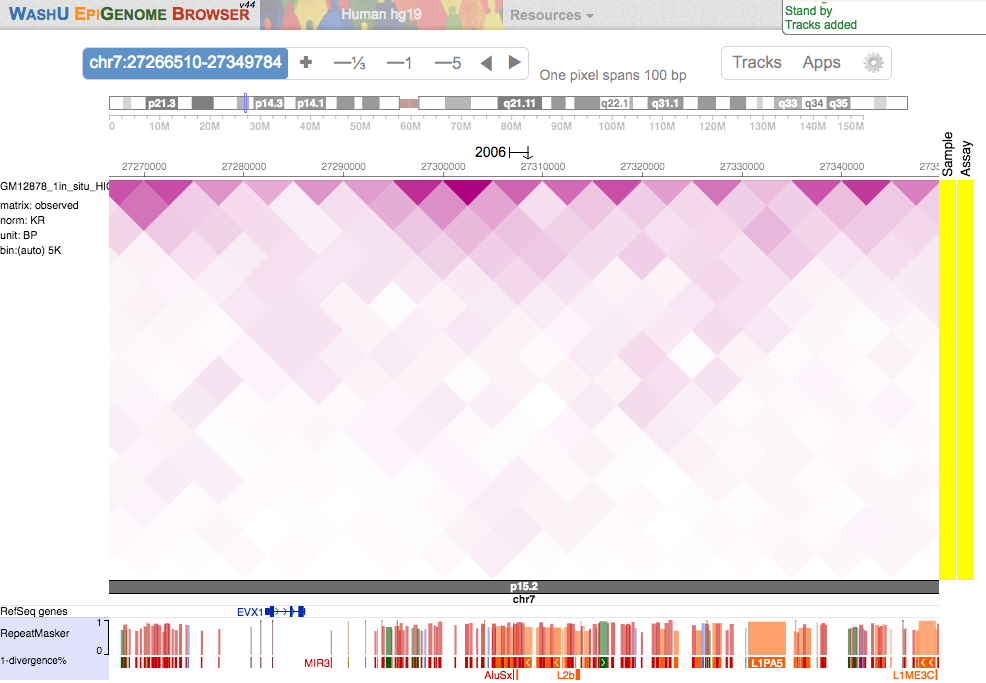 WASHU EPIGENOME BROWSER v44
Human hg19
Resources
Stand by
Tracks added
chr7:27266510-27349784
+ —⅓ —1 —5
One pixel spans 100 bp
Tracks Apps
p21.3 p15.2 p14.3 p14.1 q21.11 q22.1 q31.1 q33 q34 q35
0 10M 20M 30M 40M 50M 60M 70M 80M 90M 100M 110M 120M 130M 140M 150M
2006
27270000 27280000 27290000 27300000 27310000 27320000 27330000 27340000 2735
Sample
Assay
GM12878_1in_situ_HIC
matrix: observed
norm: KR
unit: BP
bin:(auto) 5K
p15.2
chr7
RefSeq genes
EVX1
RepeatMasker
1
0
1-divergence%
MIR3
L1PA5
AluSx
L2b
L1ME3C